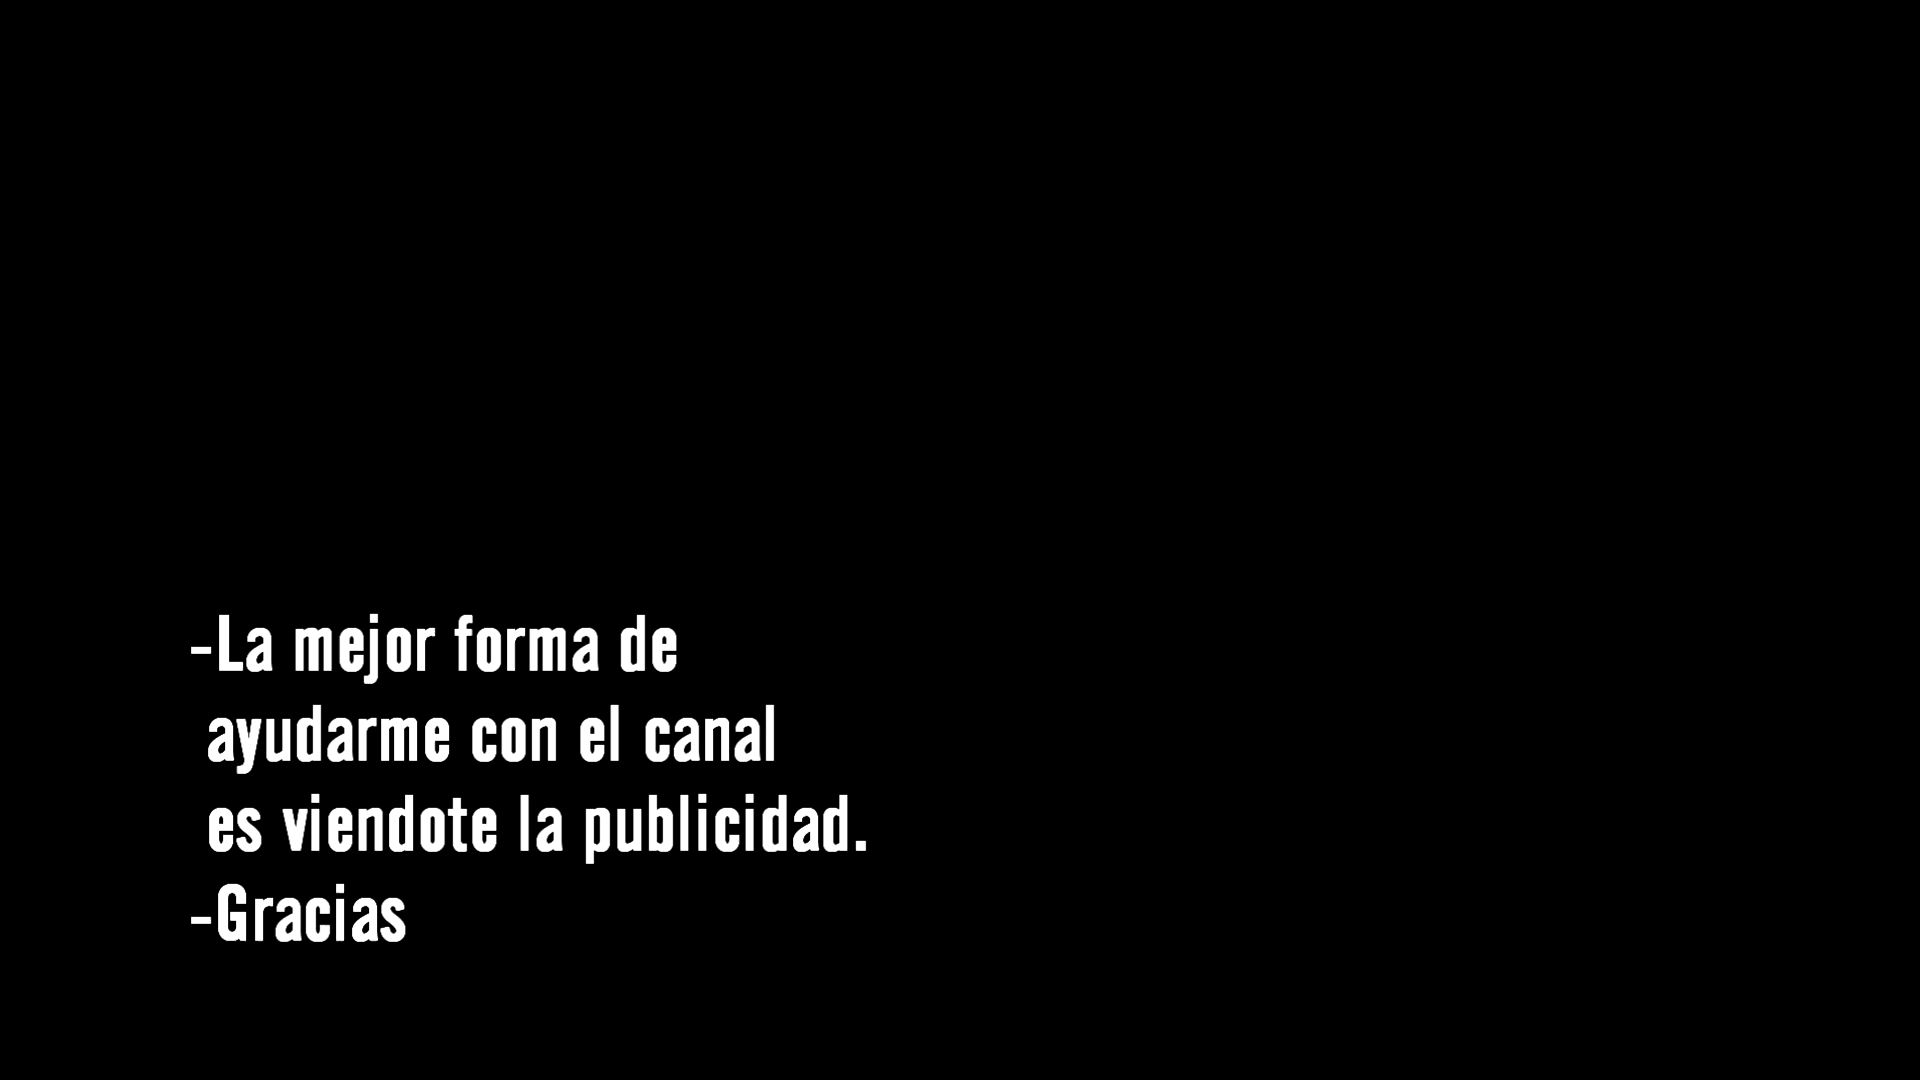 -La mejor forma de
ayudarme con el canal
es viendote la publicidad.
-Gracias